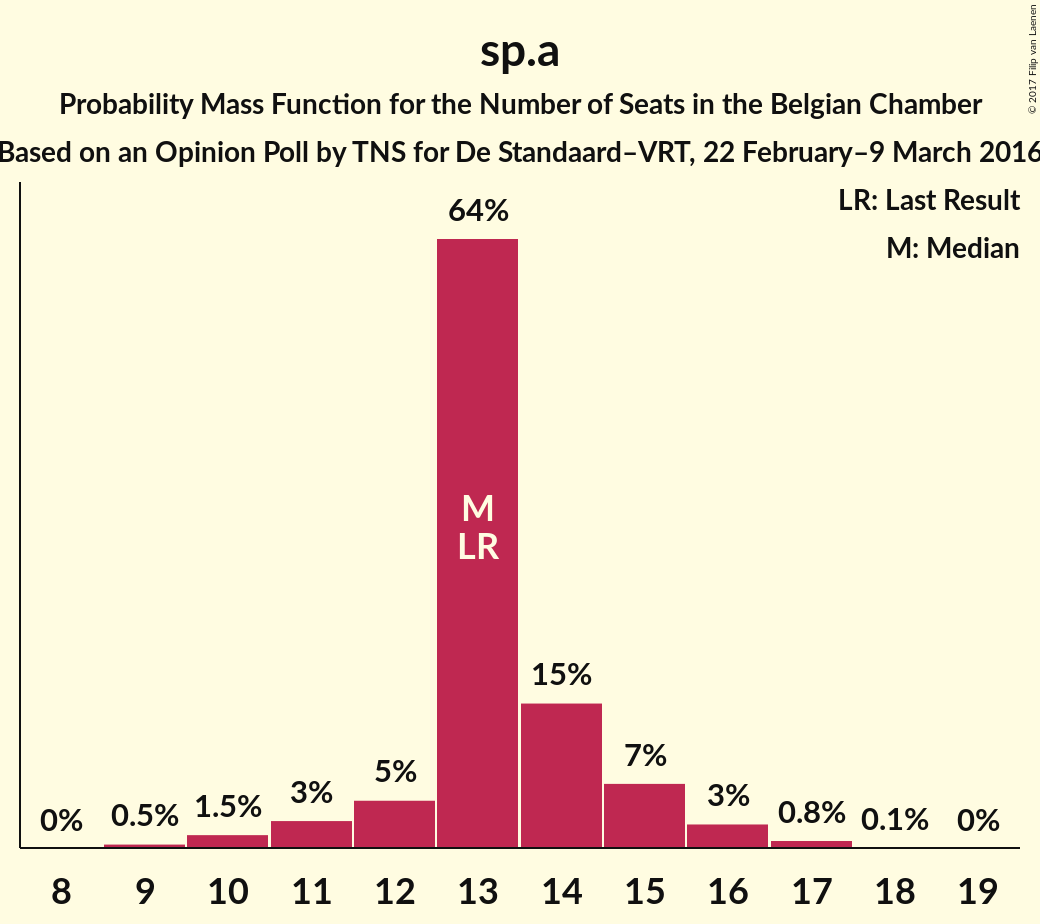 sp.a
Probability Mass Function for the Number of Seats in the Belgian Chamber
Based on an Opinion Poll by TNS for De Standaard–VRT, 22 February–9 March 2016
© 2017 Filip van Laenen
LR: Last Result
M: Median
64%
M
LR
15%
7%
5%
3%
3%
1.5%
0.8%
0.5%
0.1%
0%
0%
8 9 10 11 12 13 14 15 16 17 18 19